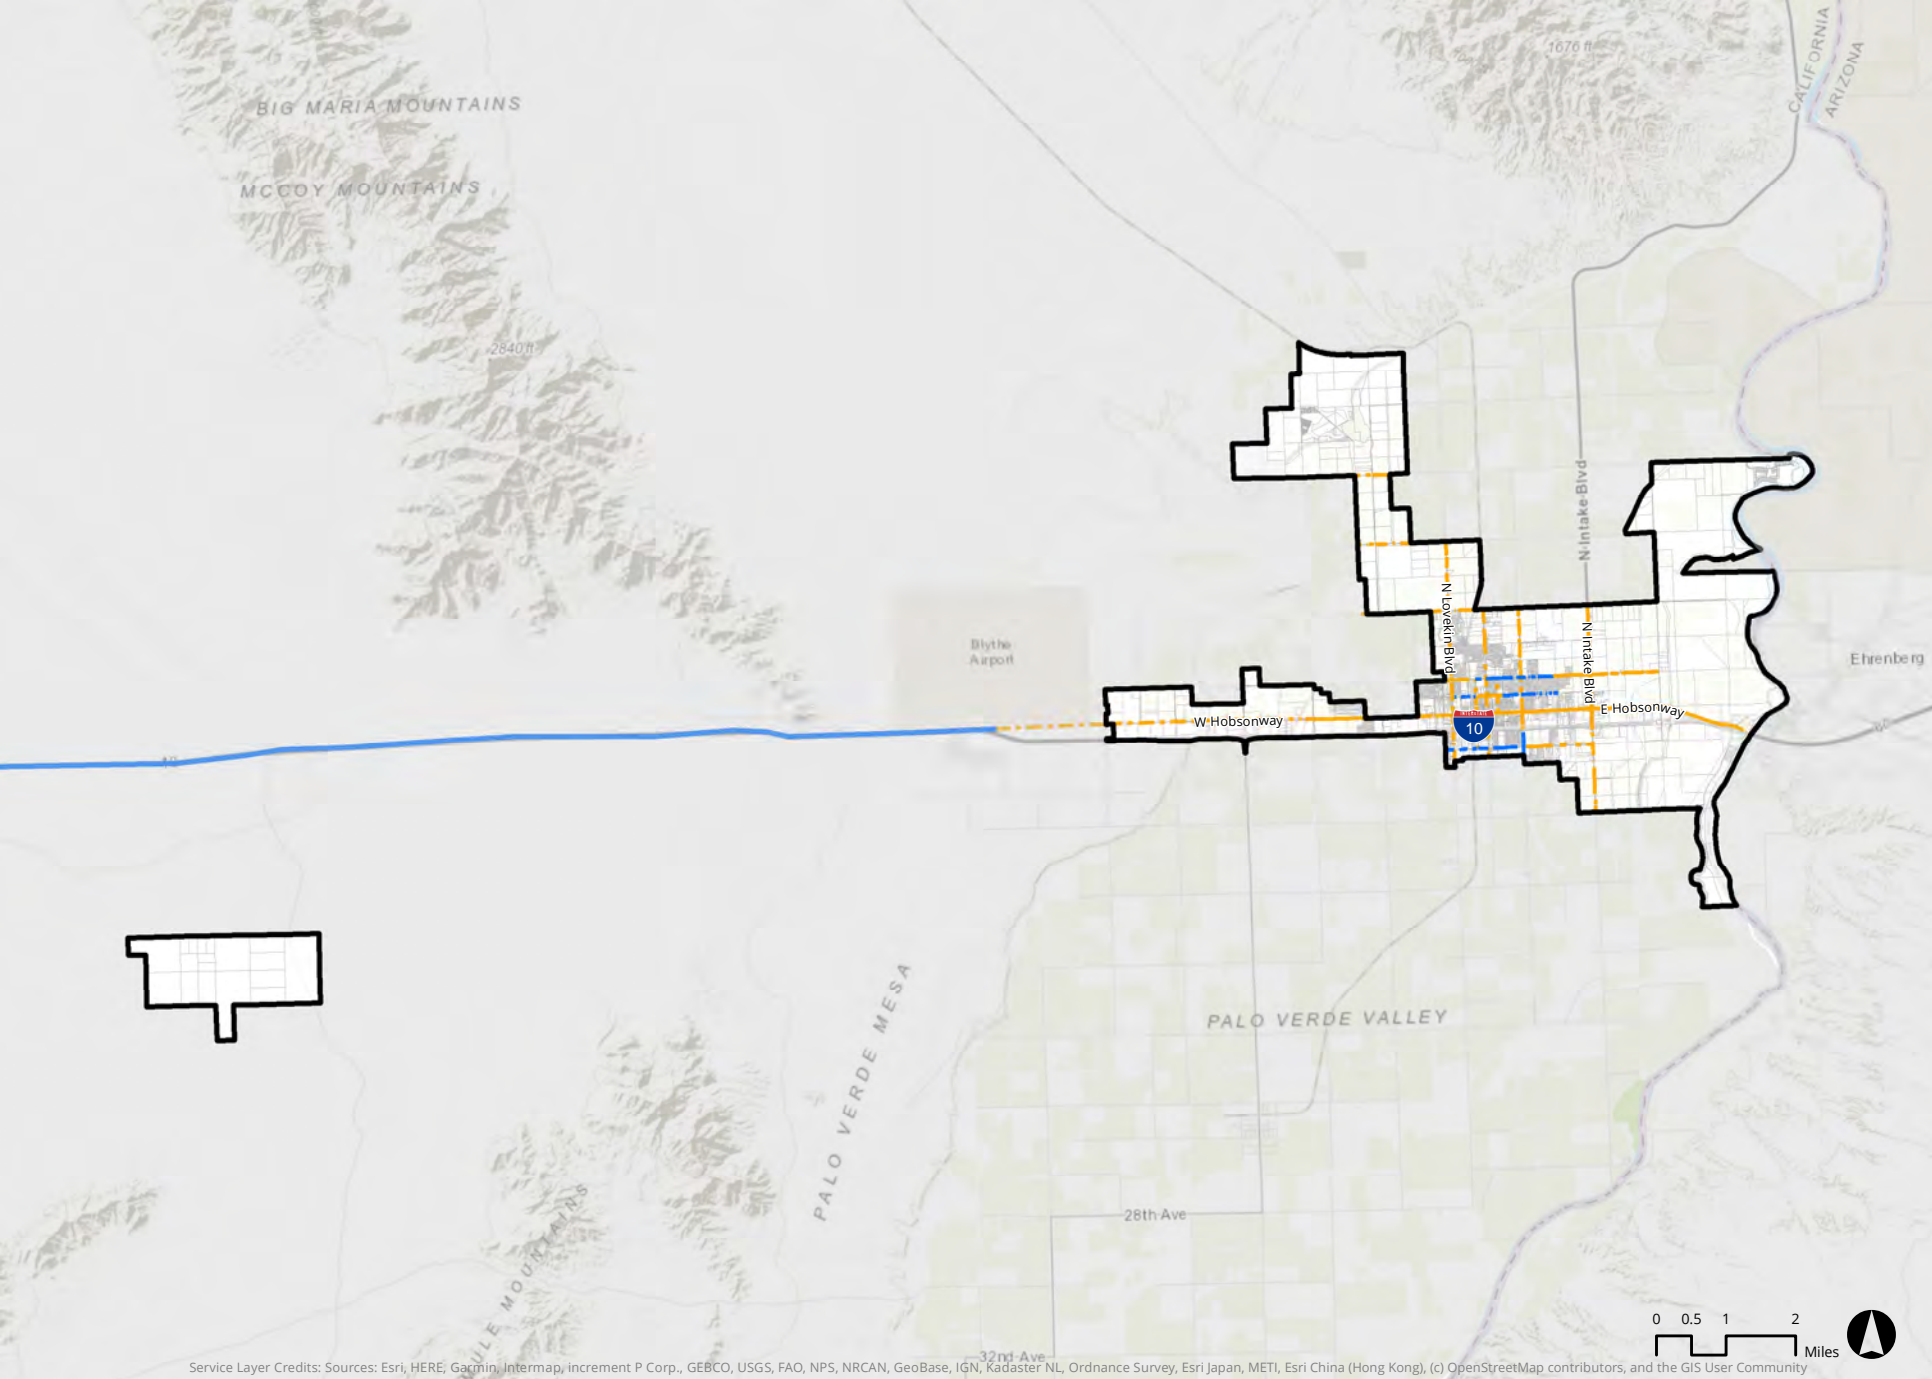 1676 ft
CALIFORNIA
ARIZONA
BIG MARIA MOUNTAINS
MCCOY MOUNTAINS
2840 ft
N Intake Blvd
N Lovekin Blvd
N Intake Blvd
Blythe
Airport
Ehrenberg
W Hobsonway
E Hobsonway
10
PALO VERDE MESA
PALO VERDE VALLEY
28th Ave
ULE MOUNTAINS
32nd Ave
0 0.5 1 2
Miles
Service Layer Credits: Sources: Esri, HERE, Garmin, Intermap, increment P Corp., GEBCO, USGS, FAO, NPS, NRCAN, GeoBase, IGN, Kadaster NL, Ordnance Survey, Esri Japan, METI, Esri China (Hong Kong), (c) OpenStreetMap contributors, and the GIS User Community